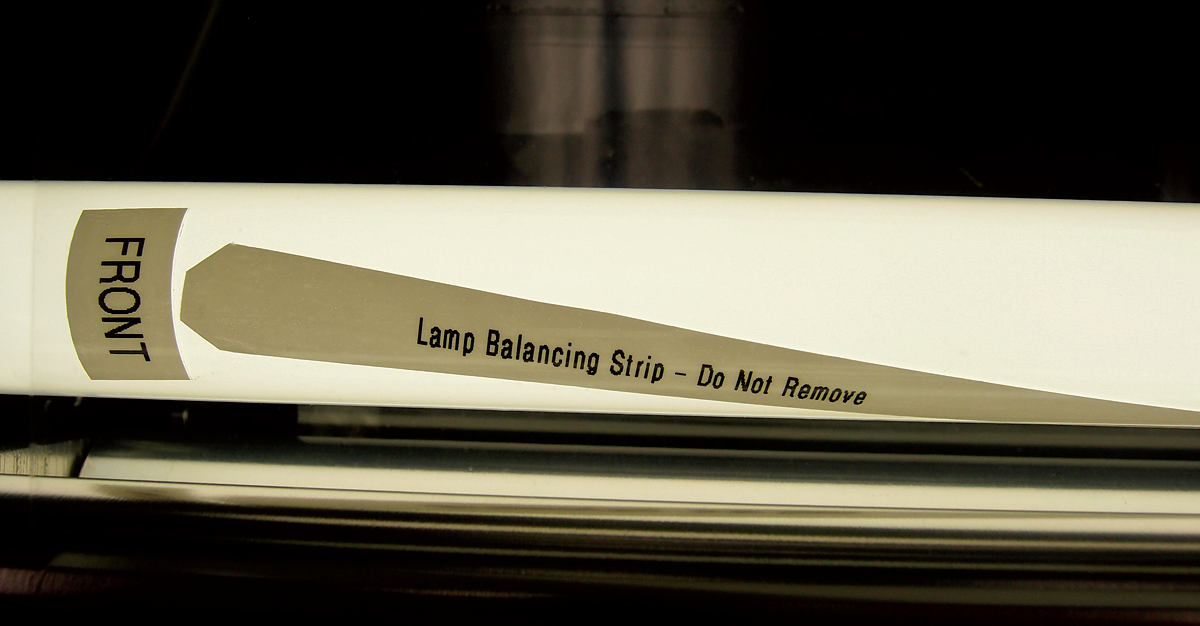 FRONT
Lamp Balancing Strip – Do Not Remove